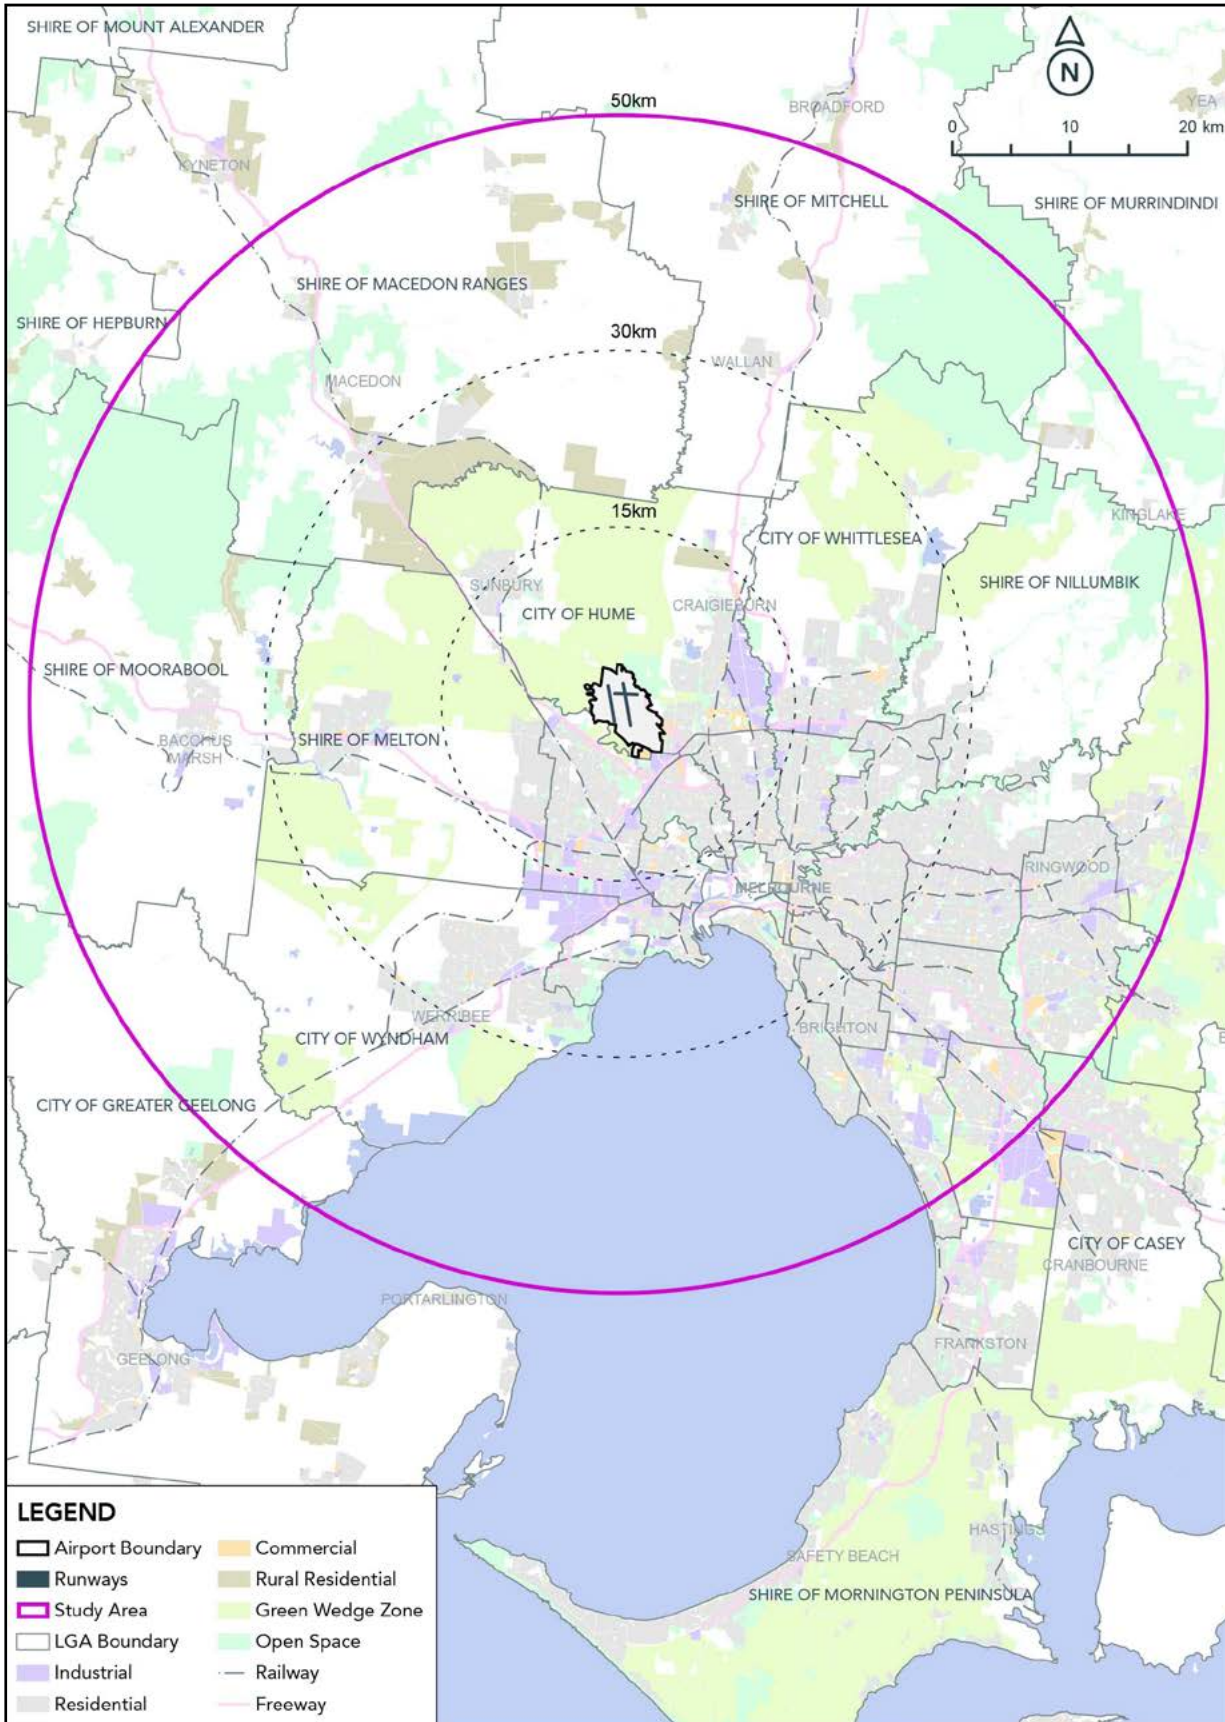 SHIRE OF MOUNT ALEXANDER
N
50km
BROADFORD
YEA
0 10 20 km
KYNETON
SHIRE OF MITCHELL
SHIRE OF MURRINDINDI
SHIRE OF MACEDON RANGES
SHIRE OF HEPBURN
30km
WALLAN
MACEDON
15km
KINGLAKE
CITY OF WHITTLESEA
SHIRE OF NILLUMBIK
SUNBURY
CRAIGIEBURN
CITY OF HUME
SHIRE OF MOORABOOL
BACCHUS
MARSH
SHIRE OF MELTON
RINGWOOD
MELBOURNE
WERRIBEE
BRIGHTON
CITY OF WYNDHAM
CITY OF GREATER GEELONG
CITY OF CASEY
CRANBOURNE
PORTARLINGTON
FRANKSTON
GEELONG
HASTINGS
SAFETY BEACH
SHIRE OF MORNINGTON PENINSULA
LEGEND
Airport Boundary
Runways
Study Area
LGA Boundary
Industrial
Residential
Commercial
Rural Residential
Green Wedge Zone
Open Space
Railway
Freeway